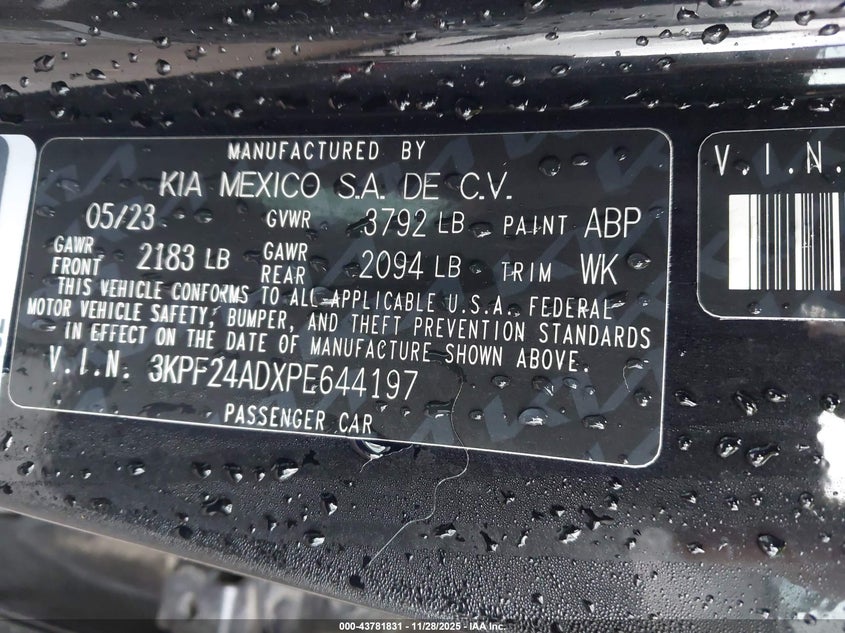 MANUFACTURED BY
KIA MEXICO S.A. DE C.V.
05/23 GVWR 3792 LB PAINT ABP
GAWR FRONT 2183 LB GAWR REAR 2094 LB TRIM WK
THIS VEHICLE CONFORMS TO ALL APPLICABLE U.S.A. FEDERAL
MOTOR VEHICLE SAFETY, BUMPER, AND THEFT PREVENTION STANDARDS
IN EFFECT ON THE DATE OF MANUFACTURE SHOWN ABOVE.
V.I.N. 3KPF24ADXPE644197
PASSENGER CAR
V.I.N.
000-43781831 - 11/28/2025 - IAA Inc.